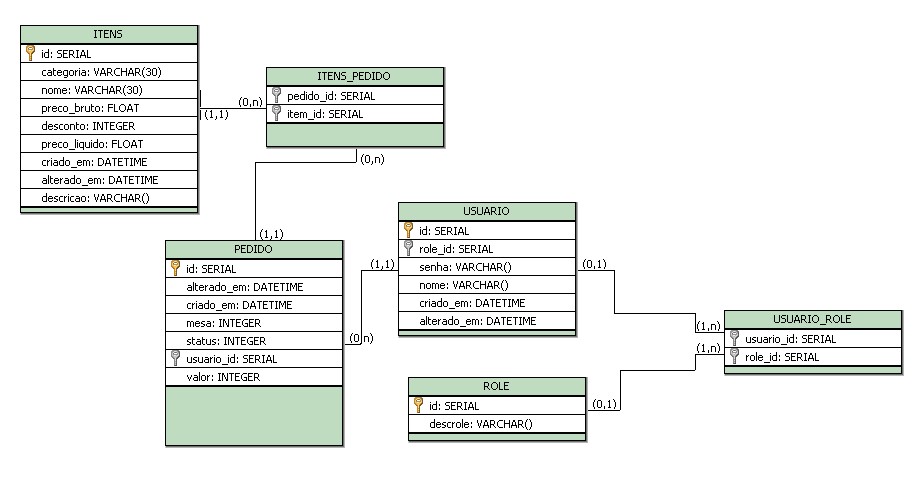 ITENS
id: SERIAL
categoria: VARCHAR(30)
nome: VARCHAR(30)
preco_bruto: FLOAT
desconto: INTEGER
preco_liquido: FLOAT
criado_em: DATETIME
alterado_em: DATETIME
descricao: VARCHAR()
(1,1)
(0,n)
ITENS_PEDIDO
pedido_id: SERIAL
item_id: SERIAL
(0,n)
(1,1)
PEDIDO
id: SERIAL
alterado_em: DATETIME
criado_em: DATETIME
mesa: INTEGER
status: INTEGER
usuario_id: SERIAL
valor: INTEGER
(0,n)
(1,1)
USUARIO
id: SERIAL
role_id: SERIAL
senha: VARCHAR()
nome: VARCHAR()
criado_em: DATETIME
alterado_em: DATETIME
(0,1)
(1,n)
USUARIO_ROLE
usuario_id: SERIAL
role_id: SERIAL
(1,n)
(0,1)
ROLE
id: SERIAL
descrole: VARCHAR()